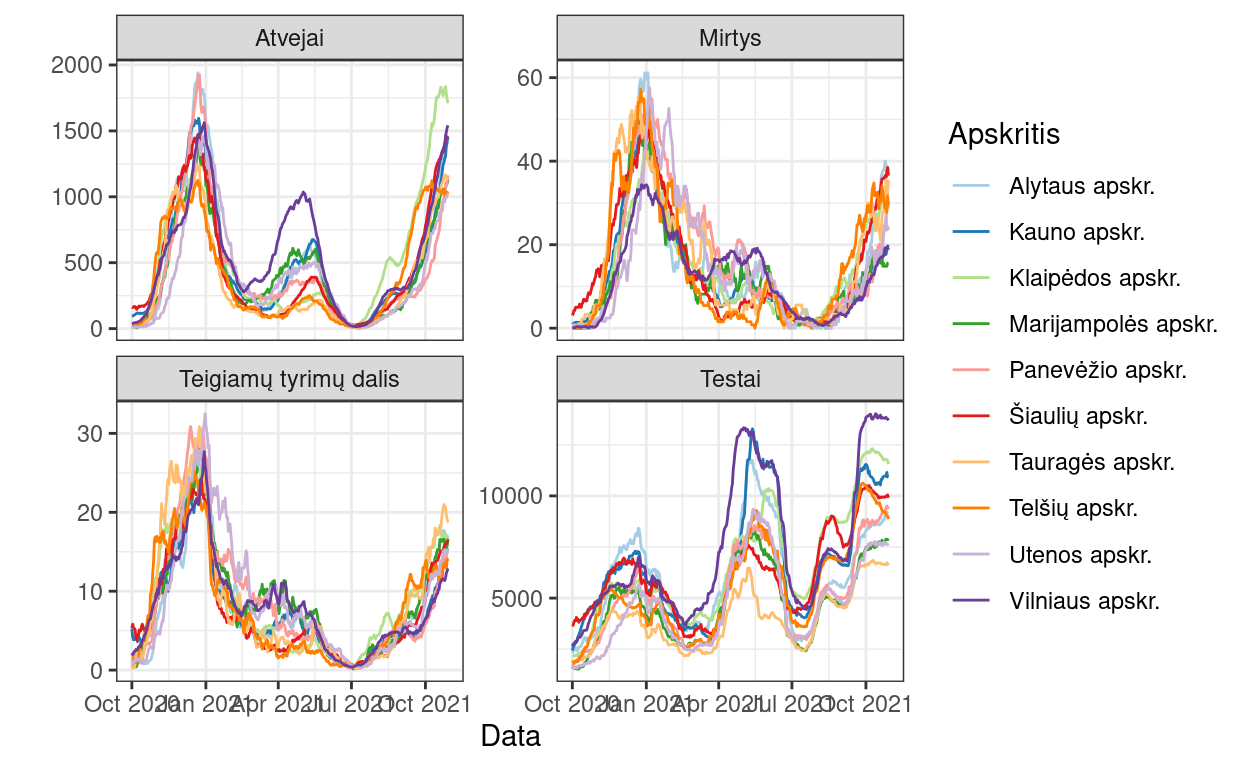 Atvejai
Mirtys
2000
1500
1000
500
0
60
40
20
0
Teigiamų tyrimų dalis
Testai
30
20
10
0
10000
5000
Oct 2020 Jan 2021 Apr 2021 Jul 2021 Oct 2021
Oct 2020 Jan 2021 Apr 2021 Jul 2021 Oct 2021
Data
Apskritis
Alytaus apskr.
Kauno apskr.
Klaipėdos apskr.
Marijampolės apskr.
Panevėžio apskr.
Šiaulių apskr.
Tauragės apskr.
Telšių apskr.
Utenos apskr.
Vilniaus apskr.